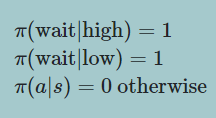 π(wait|high) = 1
π(wait|low) = 1
π(a|s) = 0 otherwise